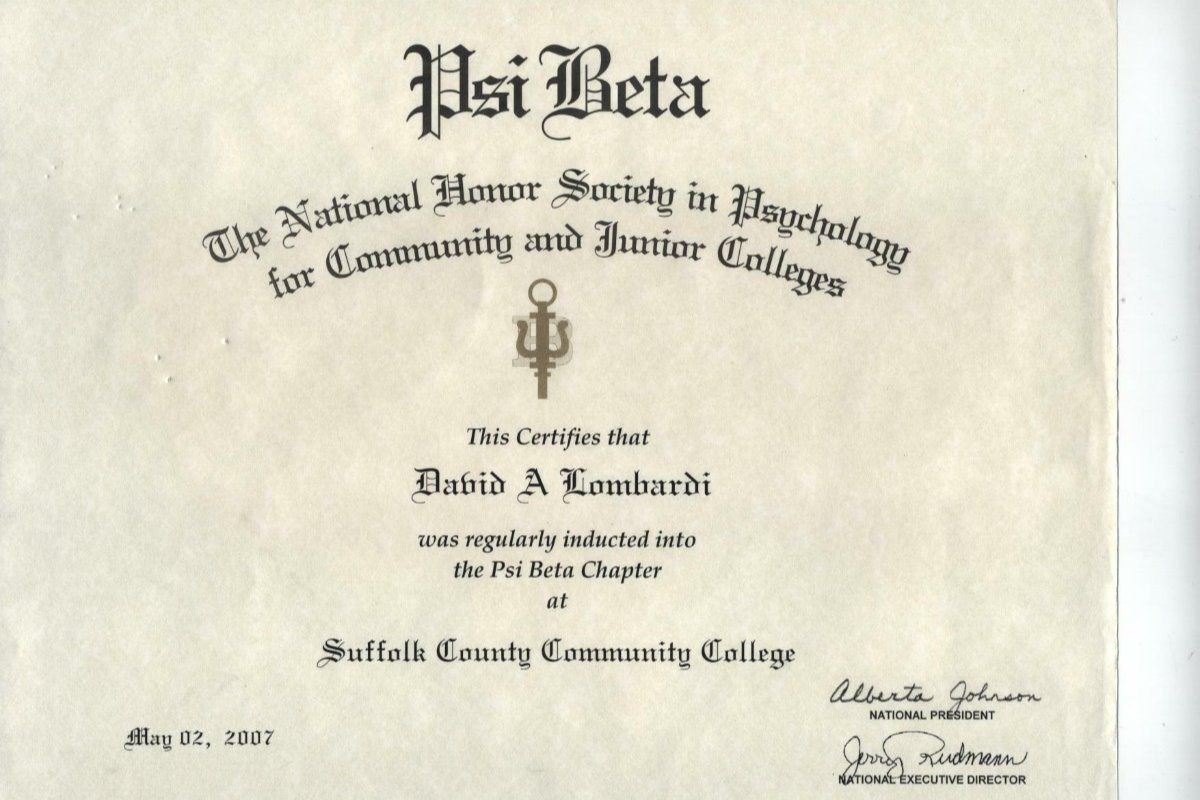 Psi Beta
The National Honor Society in Psychology
for Community and Junior Colleges
ΨB
This Certifies that
David A Lombardi
was regularly inducted into
the Psi Beta Chapter
at
Suffolk County Community College
Alberta Johnson
NATIONAL PRESIDENT
May 02, 2007
Jerry Rudmann
NATIONAL EXECUTIVE DIRECTOR